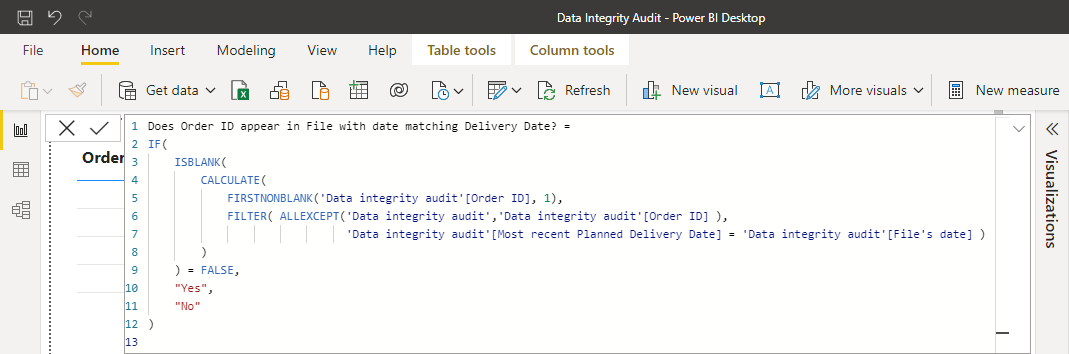 Data Integrity Audit - Power BI Desktop
File Home Insert Modeling View Help Table tools Column tools
Get data Refresh New visual More visuals New measure
Order
1 Does Order ID appear in File with date matching Delivery Date? =
2 IF(
3 ISBLANK(
4 CALCULATE(
5 FIRSTNONBLANK('Data integrity audit'[Order ID], 1),
6 FILTER( ALLEXCEPT('Data integrity audit','Data integrity audit'[Order ID] ),
7 'Data integrity audit'[Most recent Planned Delivery Date] = 'Data integrity audit'[File's date] )
8 )
9 ) = FALSE,
10 "Yes",
11 "No"
12 )
13
Visualizations